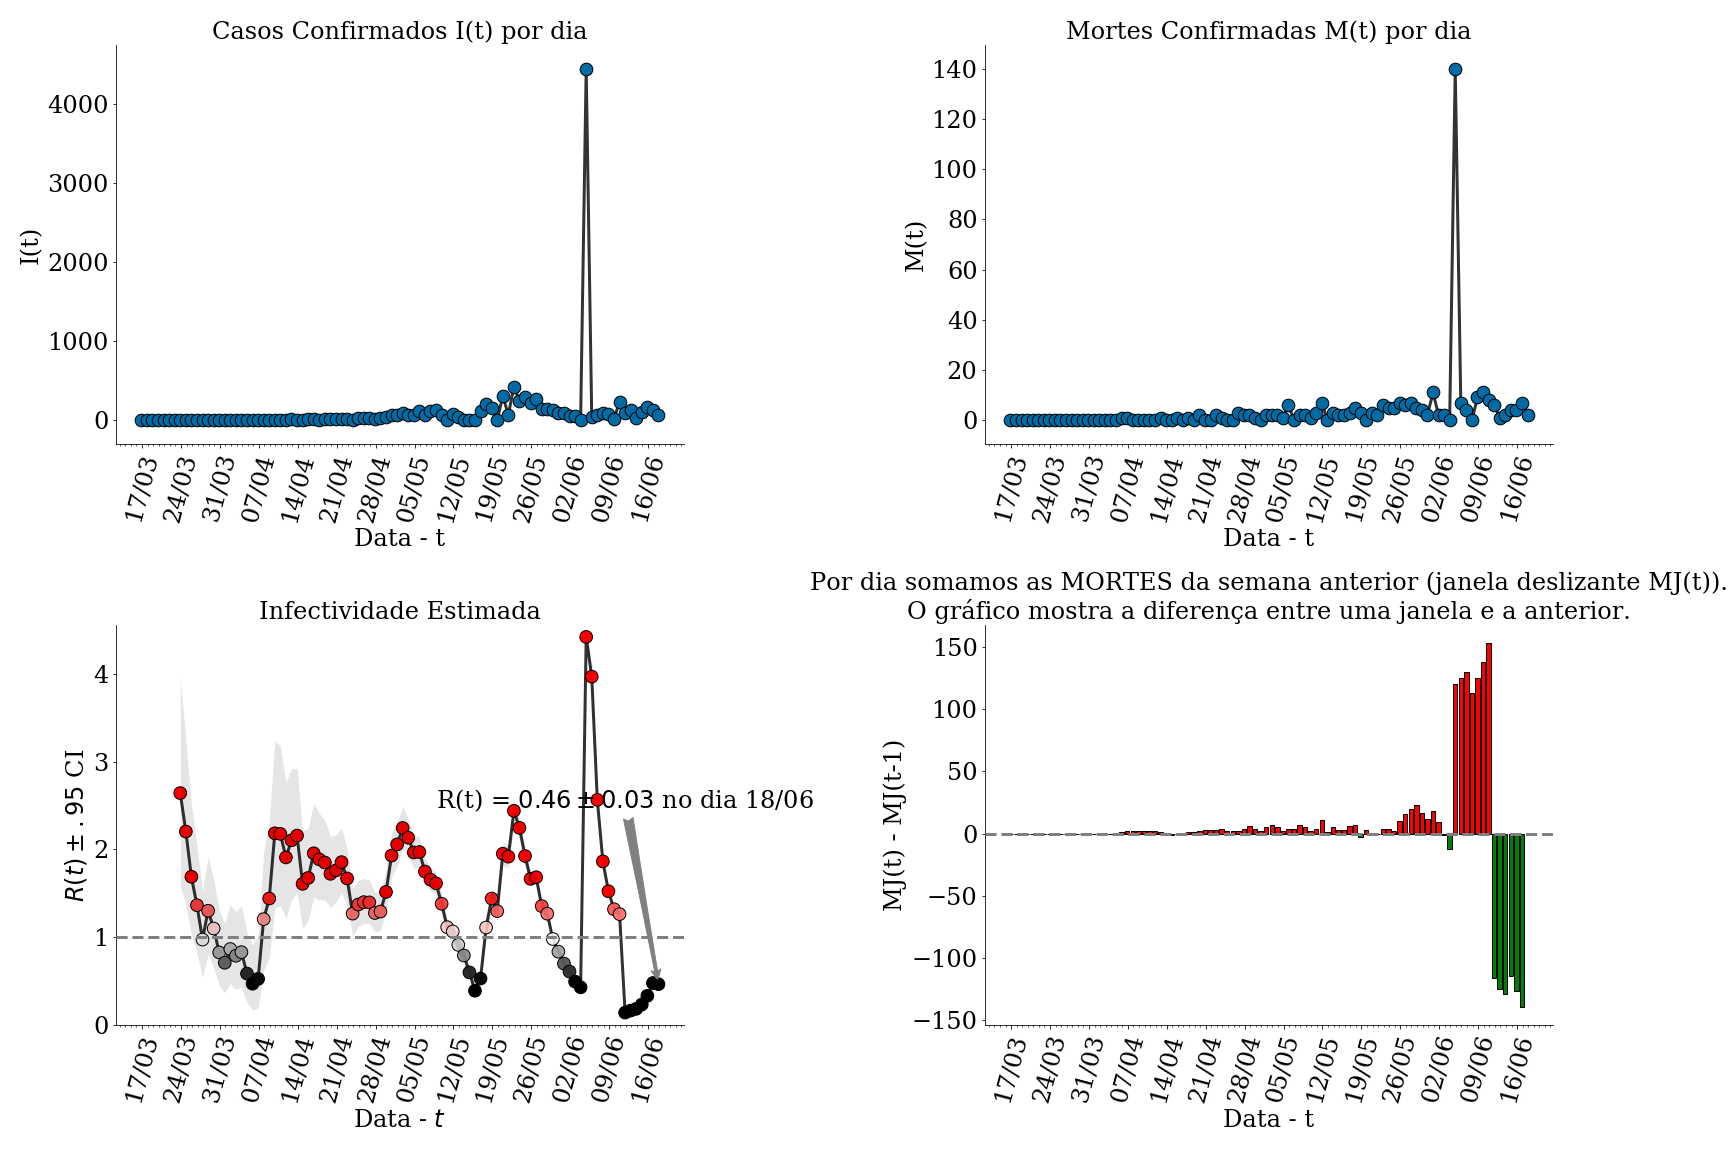 Casos Confirmados I(t) por dia
I(t)
4000
3000
2000
1000
0
17/03 24/03 31/03 07/04 14/04 21/04 28/04 05/05 12/05 19/05 26/05 02/06 09/06 16/06
Data - t
Mortes Confirmadas M(t) por dia
M(t)
140
120
100
80
60
40
20
0
17/03 24/03 31/03 07/04 14/04 21/04 28/04 05/05 12/05 19/05 26/05 02/06 09/06 16/06
Data - t
Infectividade Estimada
R(t) ± .95 CI
4
3
2
1
0
R(t) = 0.46 ± 0.03 no dia 18/06
17/03 24/03 31/03 07/04 14/04 21/04 28/04 05/05 12/05 19/05 26/05 02/06 09/06 16/06
Data - t
Por dia somamos as MORTES da semana anterior (janela deslizante MJ(t)).
O gráfico mostra a diferença entre uma janela e a anterior.
MJ(t) - MJ(t-1)
150
100
50
0
−50
−100
−150
17/03 24/03 31/03 07/04 14/04 21/04 28/04 05/05 12/05 19/05 26/05 02/06 09/06 16/06
Data - t